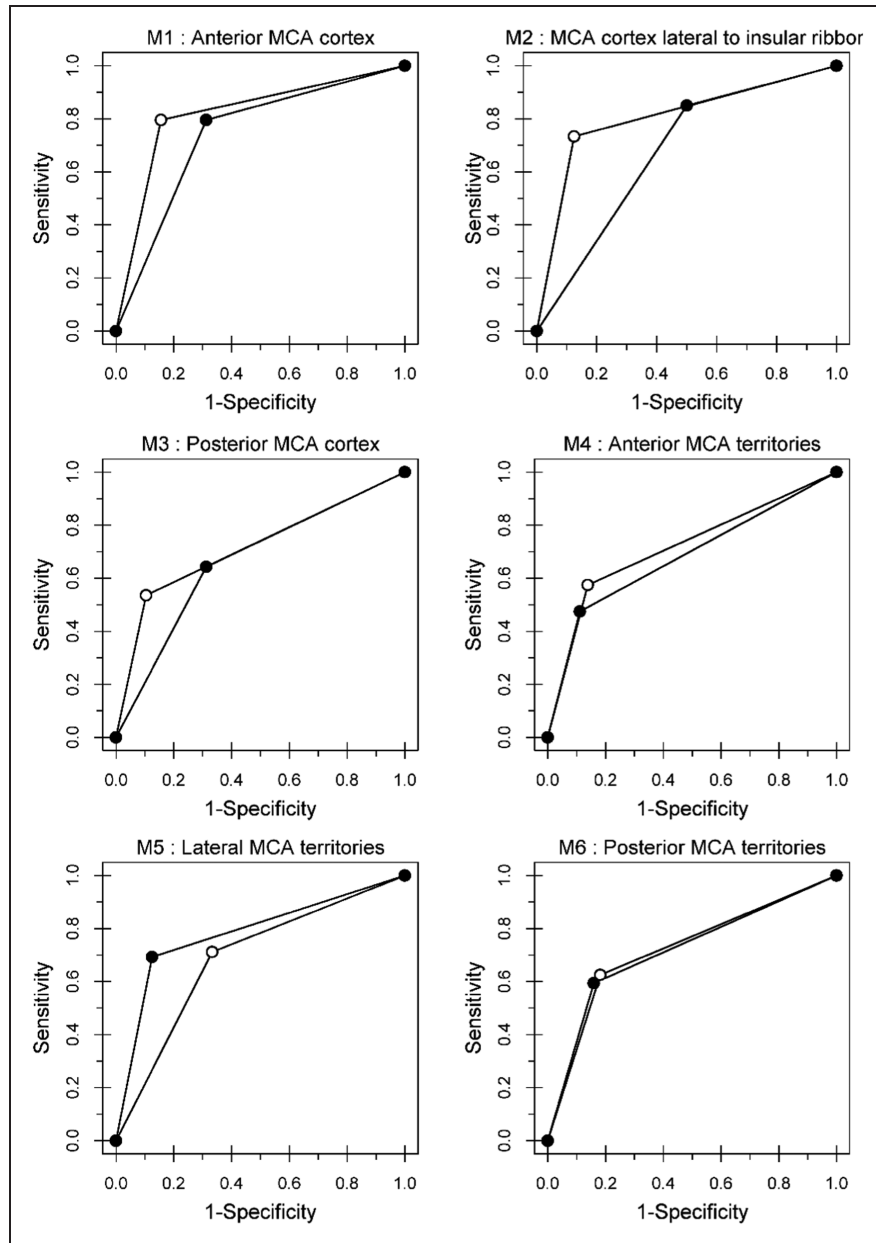 M1 : Anterior MCA cortex
Sensitivity
0.0 0.2 0.4 0.6 0.8 1.0
0.0 0.2 0.4 0.6 0.8 1.0
1-Specificity
M2 : MCA cortex lateral to insular ribbon
Sensitivity
0.0 0.2 0.4 0.6 0.8 1.0
0.0 0.2 0.4 0.6 0.8 1.0
1-Specificity
M3 : Posterior MCA cortex
Sensitivity
0.0 0.2 0.4 0.6 0.8 1.0
0.0 0.2 0.4 0.6 0.8 1.0
1-Specificity
M4 : Anterior MCA territories
Sensitivity
0.0 0.2 0.4 0.6 0.8 1.0
0.0 0.2 0.4 0.6 0.8 1.0
1-Specificity
M5 : Lateral MCA territories
Sensitivity
0.0 0.2 0.4 0.6 0.8 1.0
0.0 0.2 0.4 0.6 0.8 1.0
1-Specificity
M6 : Posterior MCA territories
Sensitivity
0.0 0.2 0.4 0.6 0.8 1.0
0.0 0.2 0.4 0.6 0.8 1.0
1-Specificity